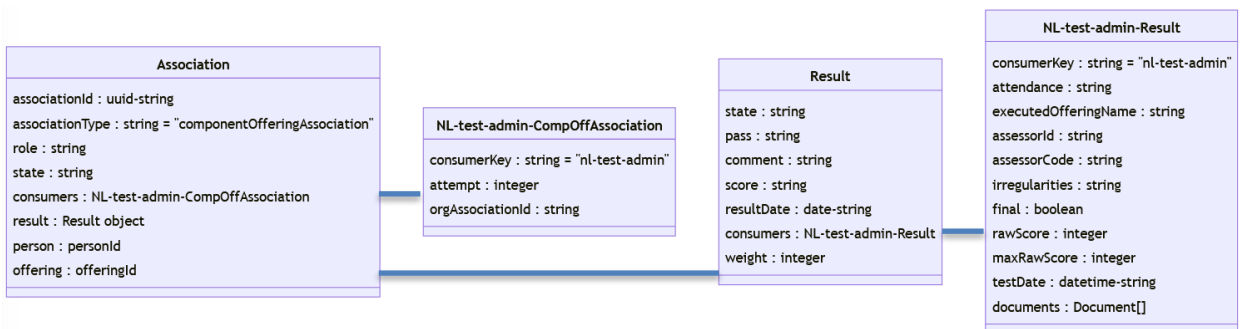 Association
associationId : uuid-string
associationType : string = "componentOfferingAssociation"
role : string
state : string
consumers : NL-test-admin-CompOffAssociation
result : Result object
person : personId
offering : offeringId
NL-test-admin-CompOffAssociation
consumerKey : string = "nl-test-admin"
attempt : integer
orgAssociationId : string
Result
state : string
pass : string
comment : string
score : string
resultDate : date-string
consumers : NL-test-admin-Result
weight : integer
NL-test-admin-Result
consumerKey : string = "nl-test-admin"
attendance : string
executedOfferingName : string
assessorId : string
assessorCode : string
irregularities : string
final : boolean
rawScore : integer
maxRawScore : integer
testDate : datetime-string
documents : Document[]